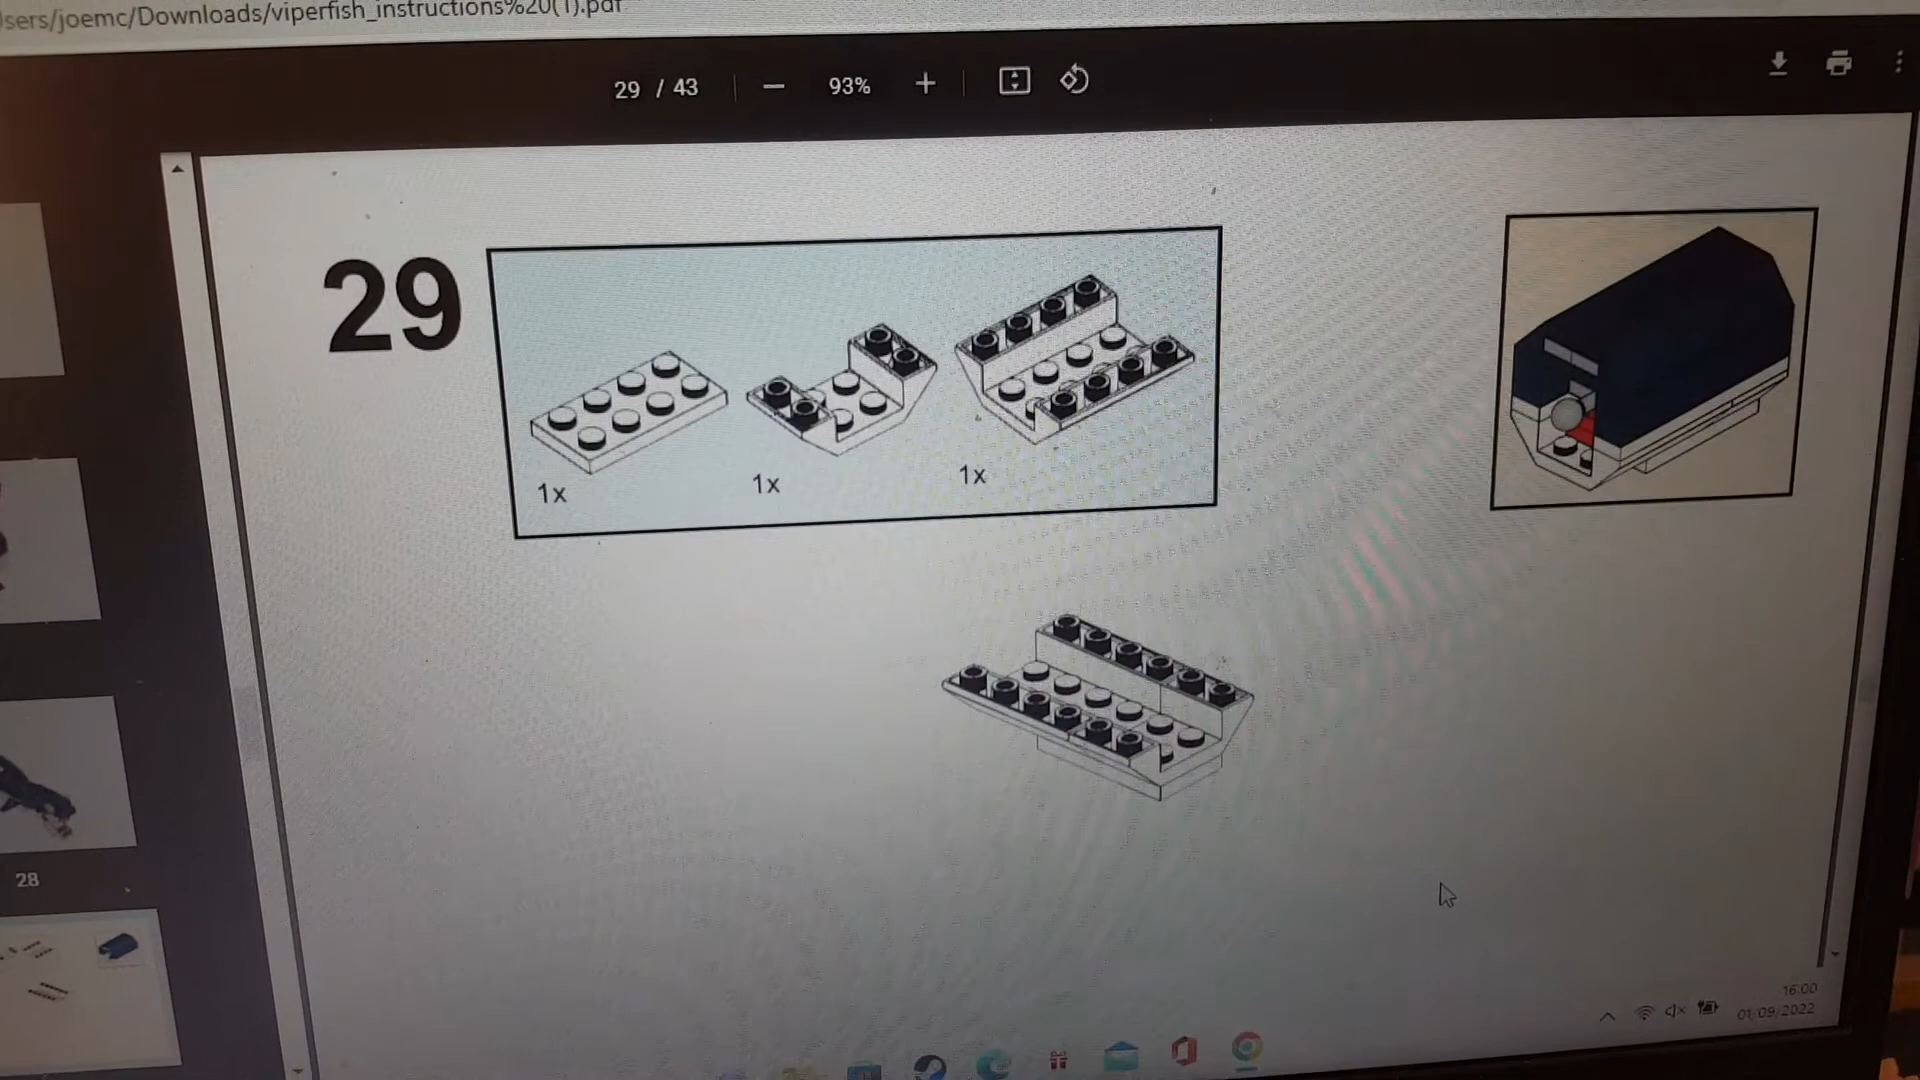 sers/joemc/Downloads/viperfish_instructions%20(1).pdf
29 / 43
93%
29
1x
1x
1x
28
16:00
01/09/2022